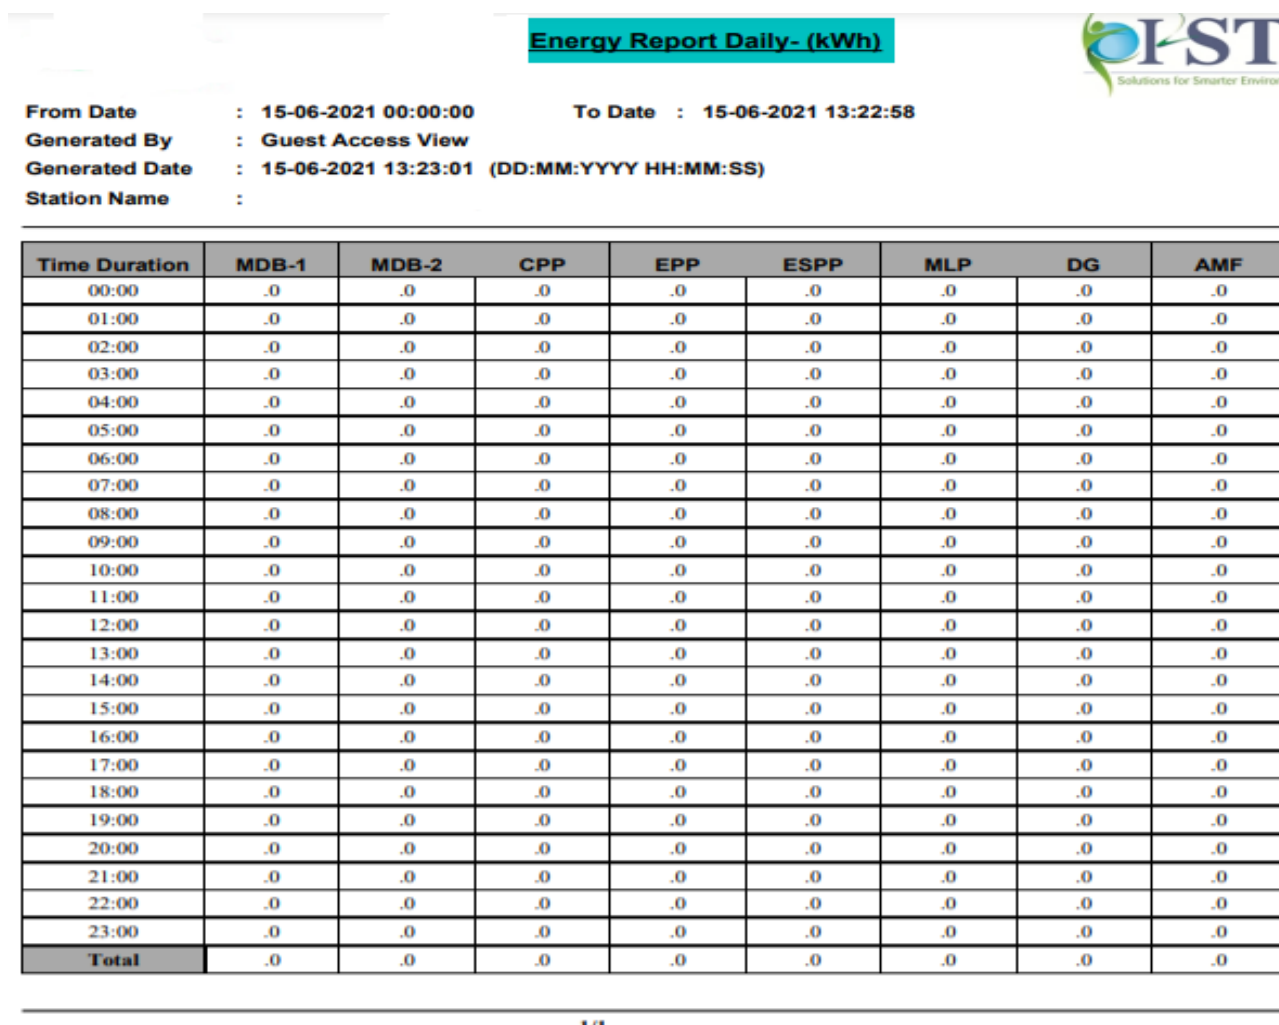 Energy Report Daily- (kWh)
Solutions for Smarter
From Date : 15-06-2021 00:00:00 To Date : 15-06-2021 13:22:58
Generated By : Guest Access View
Generated Date : 15-06-2021 13:23:01 (DD:MM:YYYY HH:MM:SS)
Station Name :
Time Duration MDB-1 MDB-2 CPP EPP ESPP MLP DG AMF
00:00 .0 .0 .0 .0 .0 .0 .0 .0
01:00 .0 .0 .0 .0 .0 .0 .0 .0
02:00 .0 .0 .0 .0 .0 .0 .0 .0
03:00 .0 .0 .0 .0 .0 .0 .0 .0
04:00 .0 .0 .0 .0 .0 .0 .0 .0
05:00 .0 .0 .0 .0 .0 .0 .0 .0
06:00 .0 .0 .0 .0 .0 .0 .0 .0
07:00 .0 .0 .0 .0 .0 .0 .0 .0
08:00 .0 .0 .0 .0 .0 .0 .0 .0
09:00 .0 .0 .0 .0 .0 .0 .0 .0
10:00 .0 .0 .0 .0 .0 .0 .0 .0
11:00 .0 .0 .0 .0 .0 .0 .0 .0
12:00 .0 .0 .0 .0 .0 .0 .0 .0
13:00 .0 .0 .0 .0 .0 .0 .0 .0
14:00 .0 .0 .0 .0 .0 .0 .0 .0
15:00 .0 .0 .0 .0 .0 .0 .0 .0
16:00 .0 .0 .0 .0 .0 .0 .0 .0
17:00 .0 .0 .0 .0 .0 .0 .0 .0
18:00 .0 .0 .0 .0 .0 .0 .0 .0
19:00 .0 .0 .0 .0 .0 .0 .0 .0
20:00 .0 .0 .0 .0 .0 .0 .0 .0
21:00 .0 .0 .0 .0 .0 .0 .0 .0
22:00 .0 .0 .0 .0 .0 .0 .0 .0
23:00 .0 .0 .0 .0 .0 .0 .0 .0
Total .0 .0 .0 .0 .0 .0 .0 .0